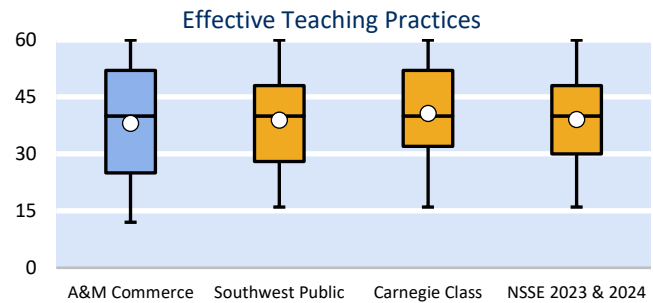 Effective Teaching Practices
60
45
30
15
0
A&M Commerce Southwest Public Carnegie Class NSSE 2023 & 2024